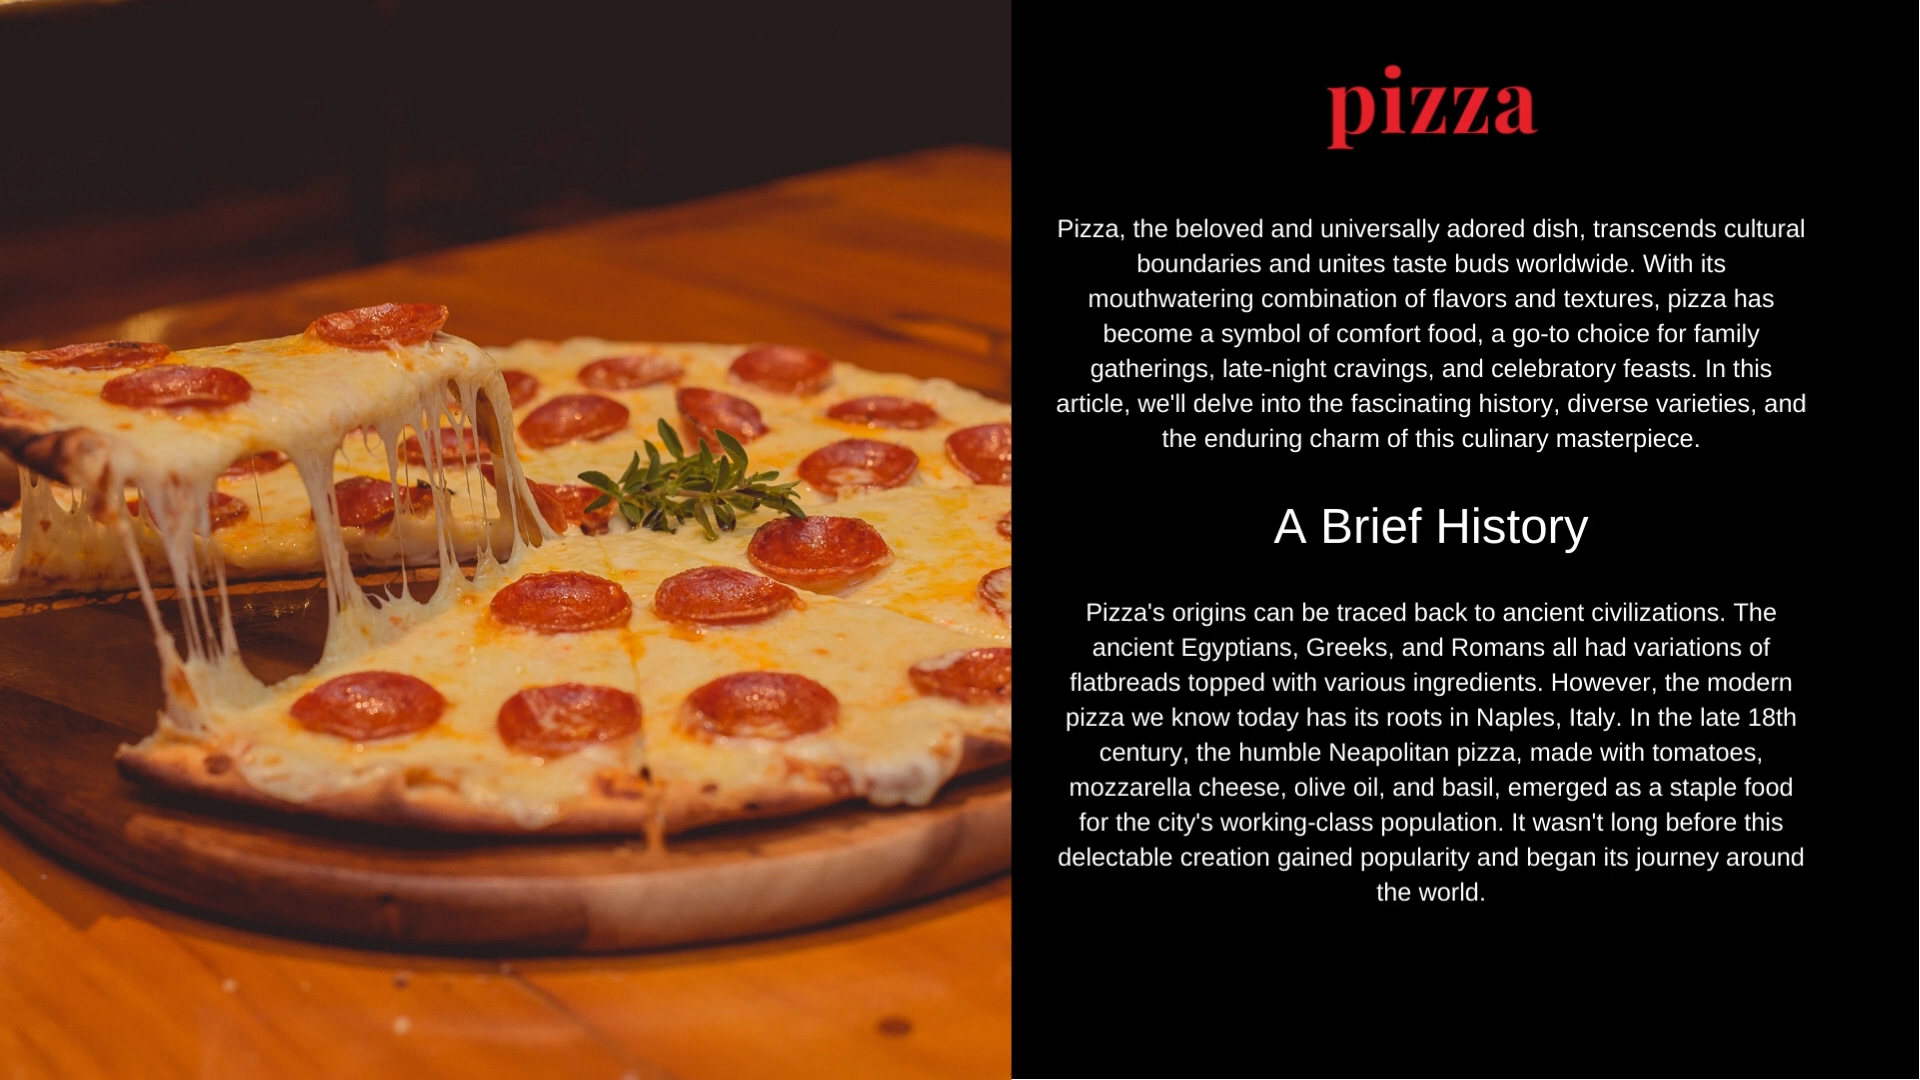 pizza
Pizza, the beloved and universally adored dish, transcends cultural
boundaries and unites taste buds worldwide. With its
mouthwatering combination of flavors and textures, pizza has
become a symbol of comfort food, a go-to choice for family
gatherings, late-night cravings, and celebratory feasts. In this
article, we'll delve into the fascinating history, diverse varieties, and
the enduring charm of this culinary masterpiece.
A Brief History
Pizza's origins can be traced back to ancient civilizations. The
ancient Egyptians, Greeks, and Romans all had variations of
flatbreads topped with various ingredients. However, the modern
pizza we know today has its roots in Naples, Italy. In the late 18th
century, the humble Neapolitan pizza, made with tomatoes,
mozzarella cheese, olive oil, and basil, emerged as a staple food
for the city's working-class population. It wasn't long before this
delectable creation gained popularity and began its journey around
the world.